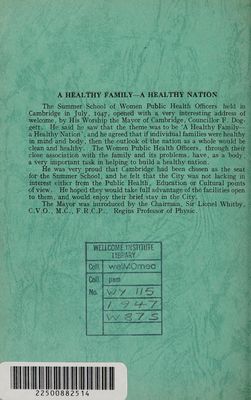 A HEALTHY FAMILY—A HEALTHY NATION
The Summer School of Women Public Health Officers held in
Cambridge in July, 1947, opened with a very interesting address of
welcome, by His Worship the Mayor of Cambridge, Councillor F. Dog-
gett. He said he saw that the theme was to be 'A Healthy Family—
a Healthy Nation', and he agreed that if individual families were healthy
in mind and body, then the outlook of the nation as a whole would be
clean and healthy. The Women Public Health Officers, through their
close association with the family and its problems, have, as a body,
a very important task in helping to build a healthy nation.
He was very proud that Cambridge had been chosen as the seat
for the Summer School, and he felt that the City was not lacking in
interest either from the Public Health, Education or Cultural points
of view. He hoped they would take full advantage of the facilities open
to them, and would enjoy their brief stay in the City.
The Mayor was introduced by the Chairman, Sir Lionel Whitby,
C.V.O., M.C., F.R.C.P., Regius Professor of Physic.
WELLCOME INSTITUTE
LIBRARY
Coll. welMOmec
Coll. pam
No. WY 115
1947
W875
22500882514